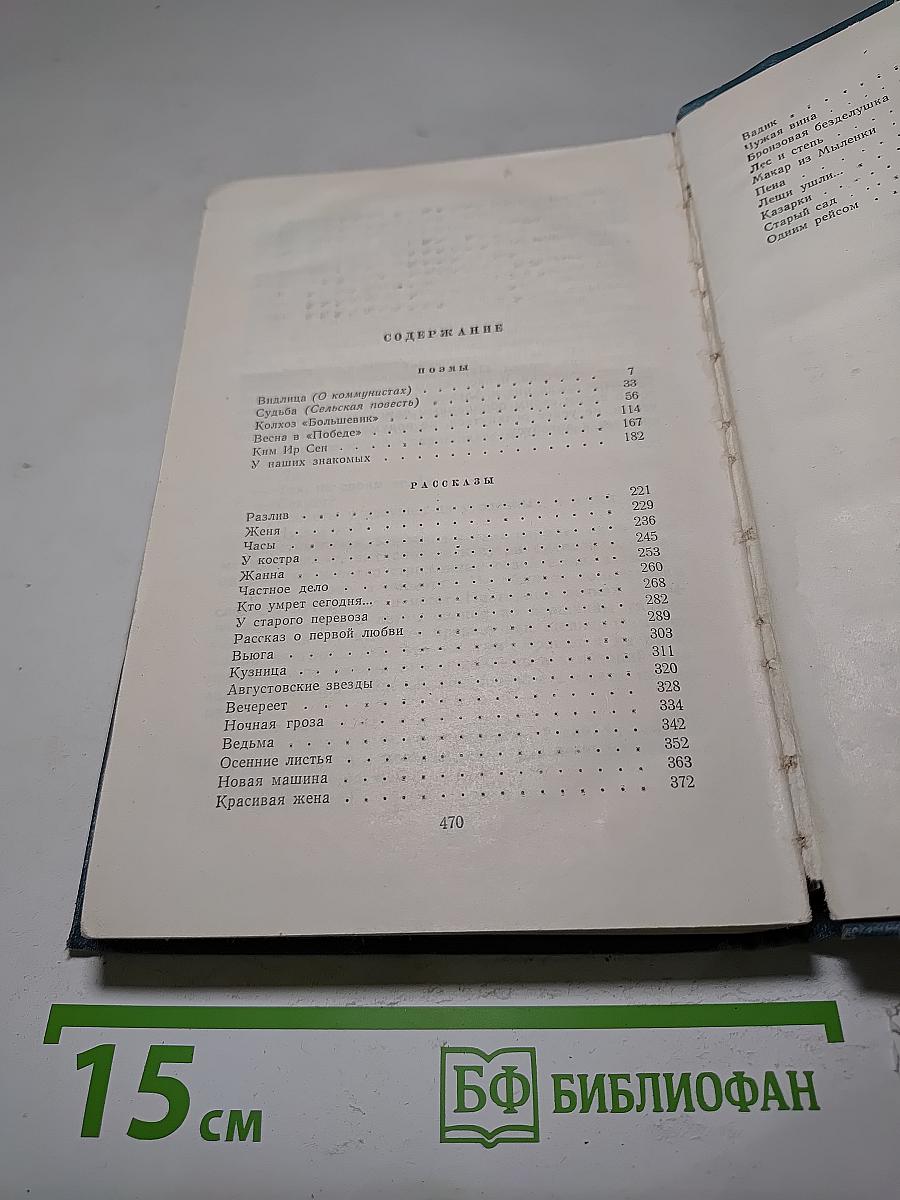 СОДЕРЖАНИЕ
ПОЭМЫ
Видлица (О коммунистах) . . . 7
Судьба (Сельская повесть) . . . 33
Колхоз «Большевик» . . . 56
Весна в «Победе» . . . 114
Ким Ир Сен . . . 167
У наших знакомых . . . 182
РАССКАЗЫ
Разлив . . . 221
Женя . . . 229
Часы . . . 236
У костра . . . 245
Жанна . . . 253
Частное дело . . . 260
Кто умрет сегодня... . . . 268
У старого перевоза . . . 282
Рассказ о первой любви . . . 289
Вьюга . . . 303
Кузница . . . 311
Августовские звезды . . . 320
Вечереет . . . 328
Ночная гроза . . . 334
Ведьма . . . 342
Осенние листья . . . 352
Новая машина . . . 363
Красивая жена . . . 372
470
Вадик
Чужая вина
Бронзовая безделушка
Лес и степь
Макар из Мыленки
Пена
Лещи ушли...
Казарки
Старый сад
Одним рейсом
15 см
БФ БИБЛИОФАН